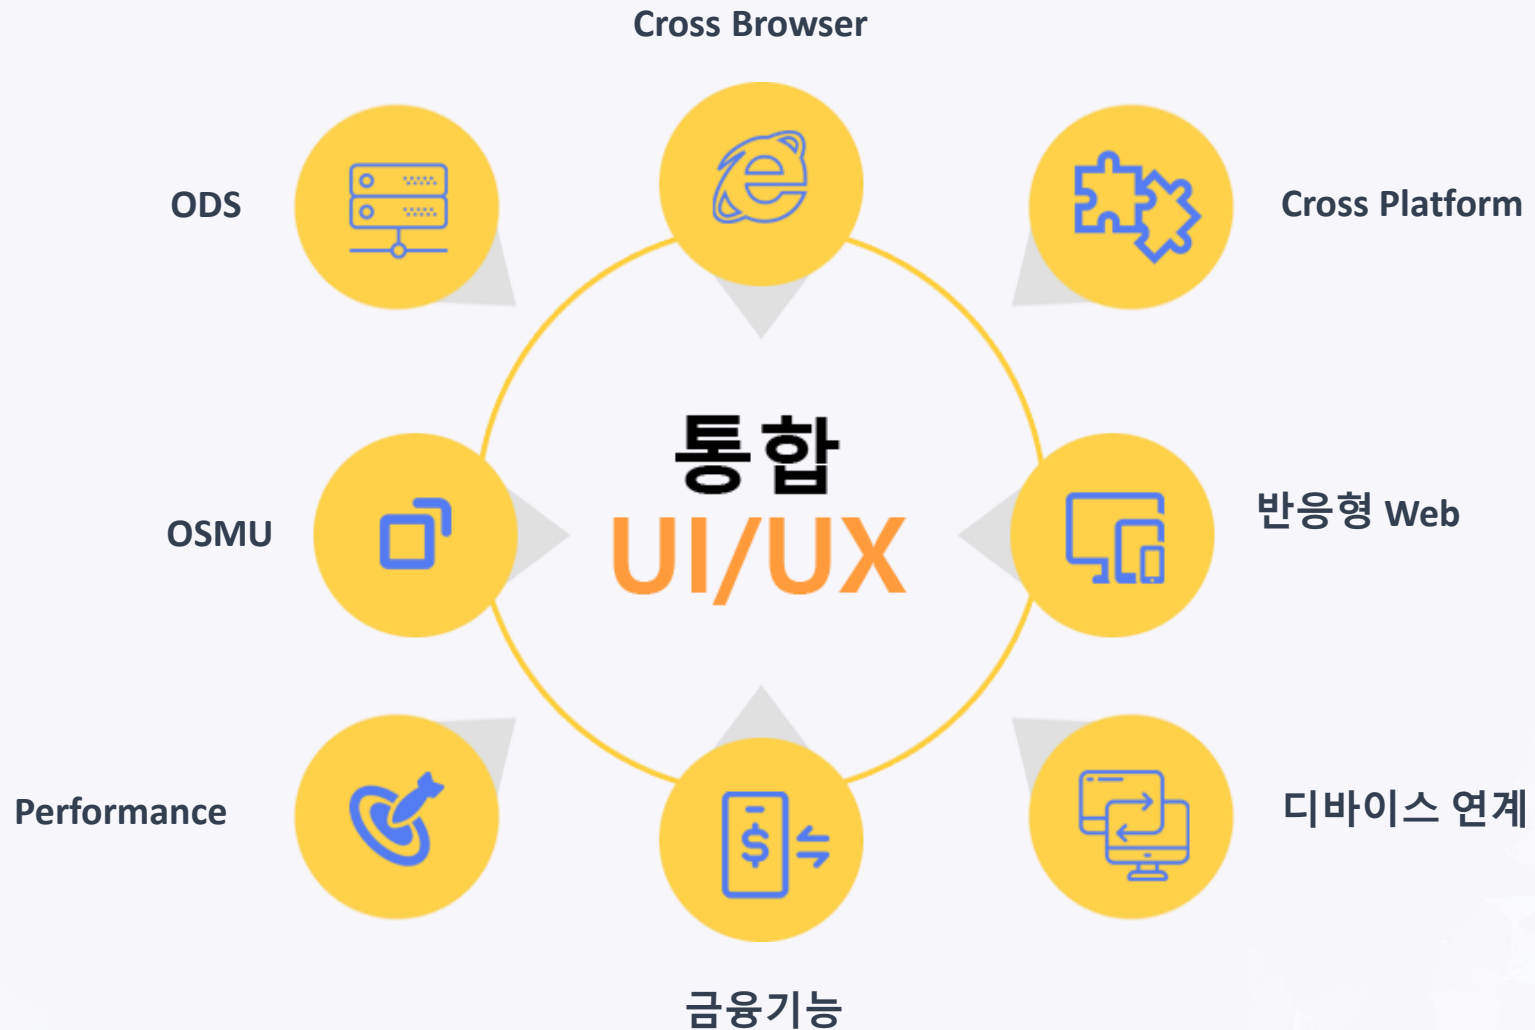 Cross Browser
ODS
Cross Platform
통합
UI/UX
OSMU
반응형 Web
Performance
디바이스 연계
금융기능